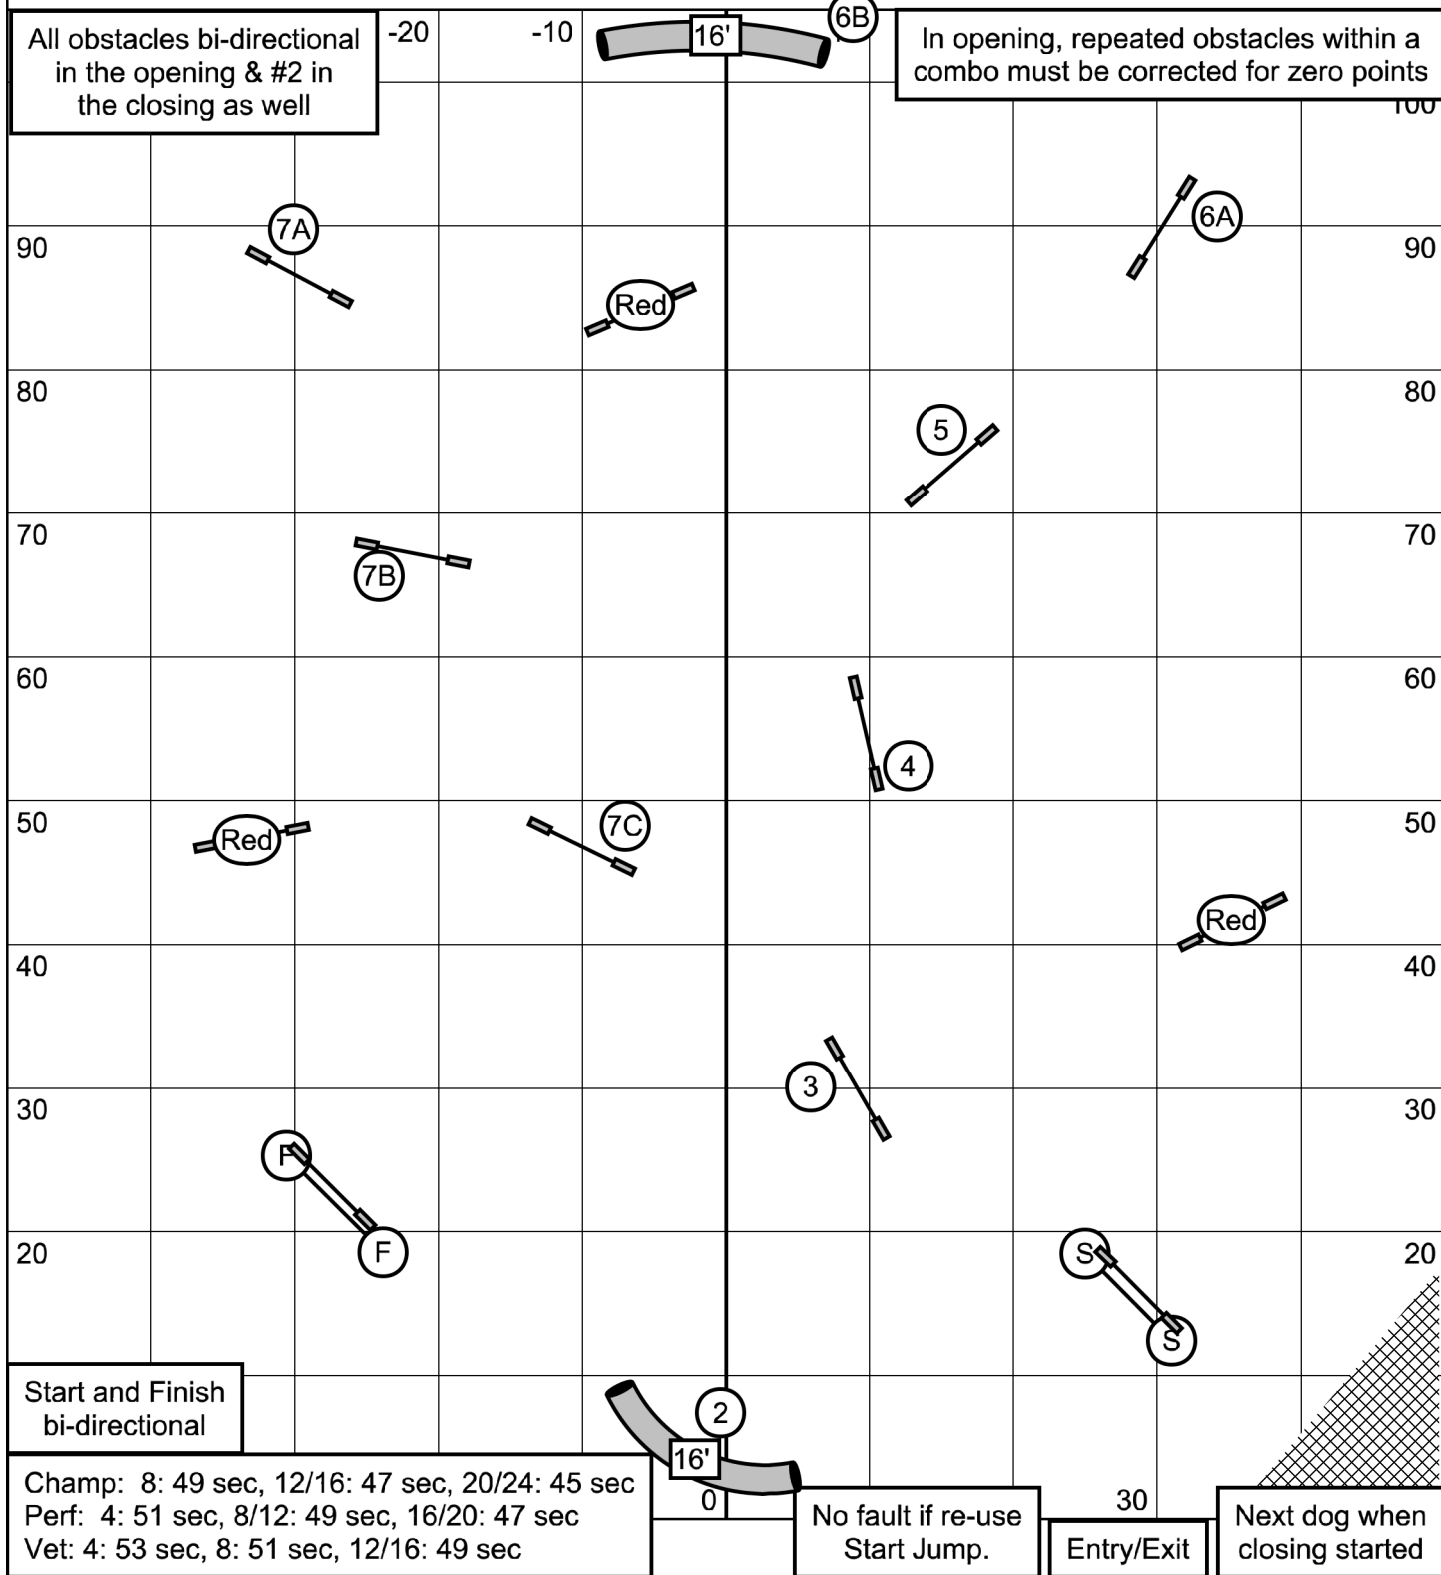 All obstacles bi-directional
in the opening & #2 in
the closing as well
-20
-10
16'
6B
In opening, repeated obstacles within a
combo must be corrected for zero points
100
6A
7A
90
90
Red
80
80
5
70
70
7B
60
60
4
50
50
7C
Red
Red
40
40
3
30
30
F
F
20
20
S
S
Start and Finish
bi-directional
2
16'
Champ: 8: 49 sec, 12/16: 47 sec, 20/24: 45 sec
Perf: 4: 51 sec, 8/12: 49 sec, 16/20: 47 sec
Vet: 4: 53 sec, 8: 51 sec, 12/16: 49 sec
0
No fault if re-use
Start Jump.
30
Entry/Exit
Next dog when
closing started